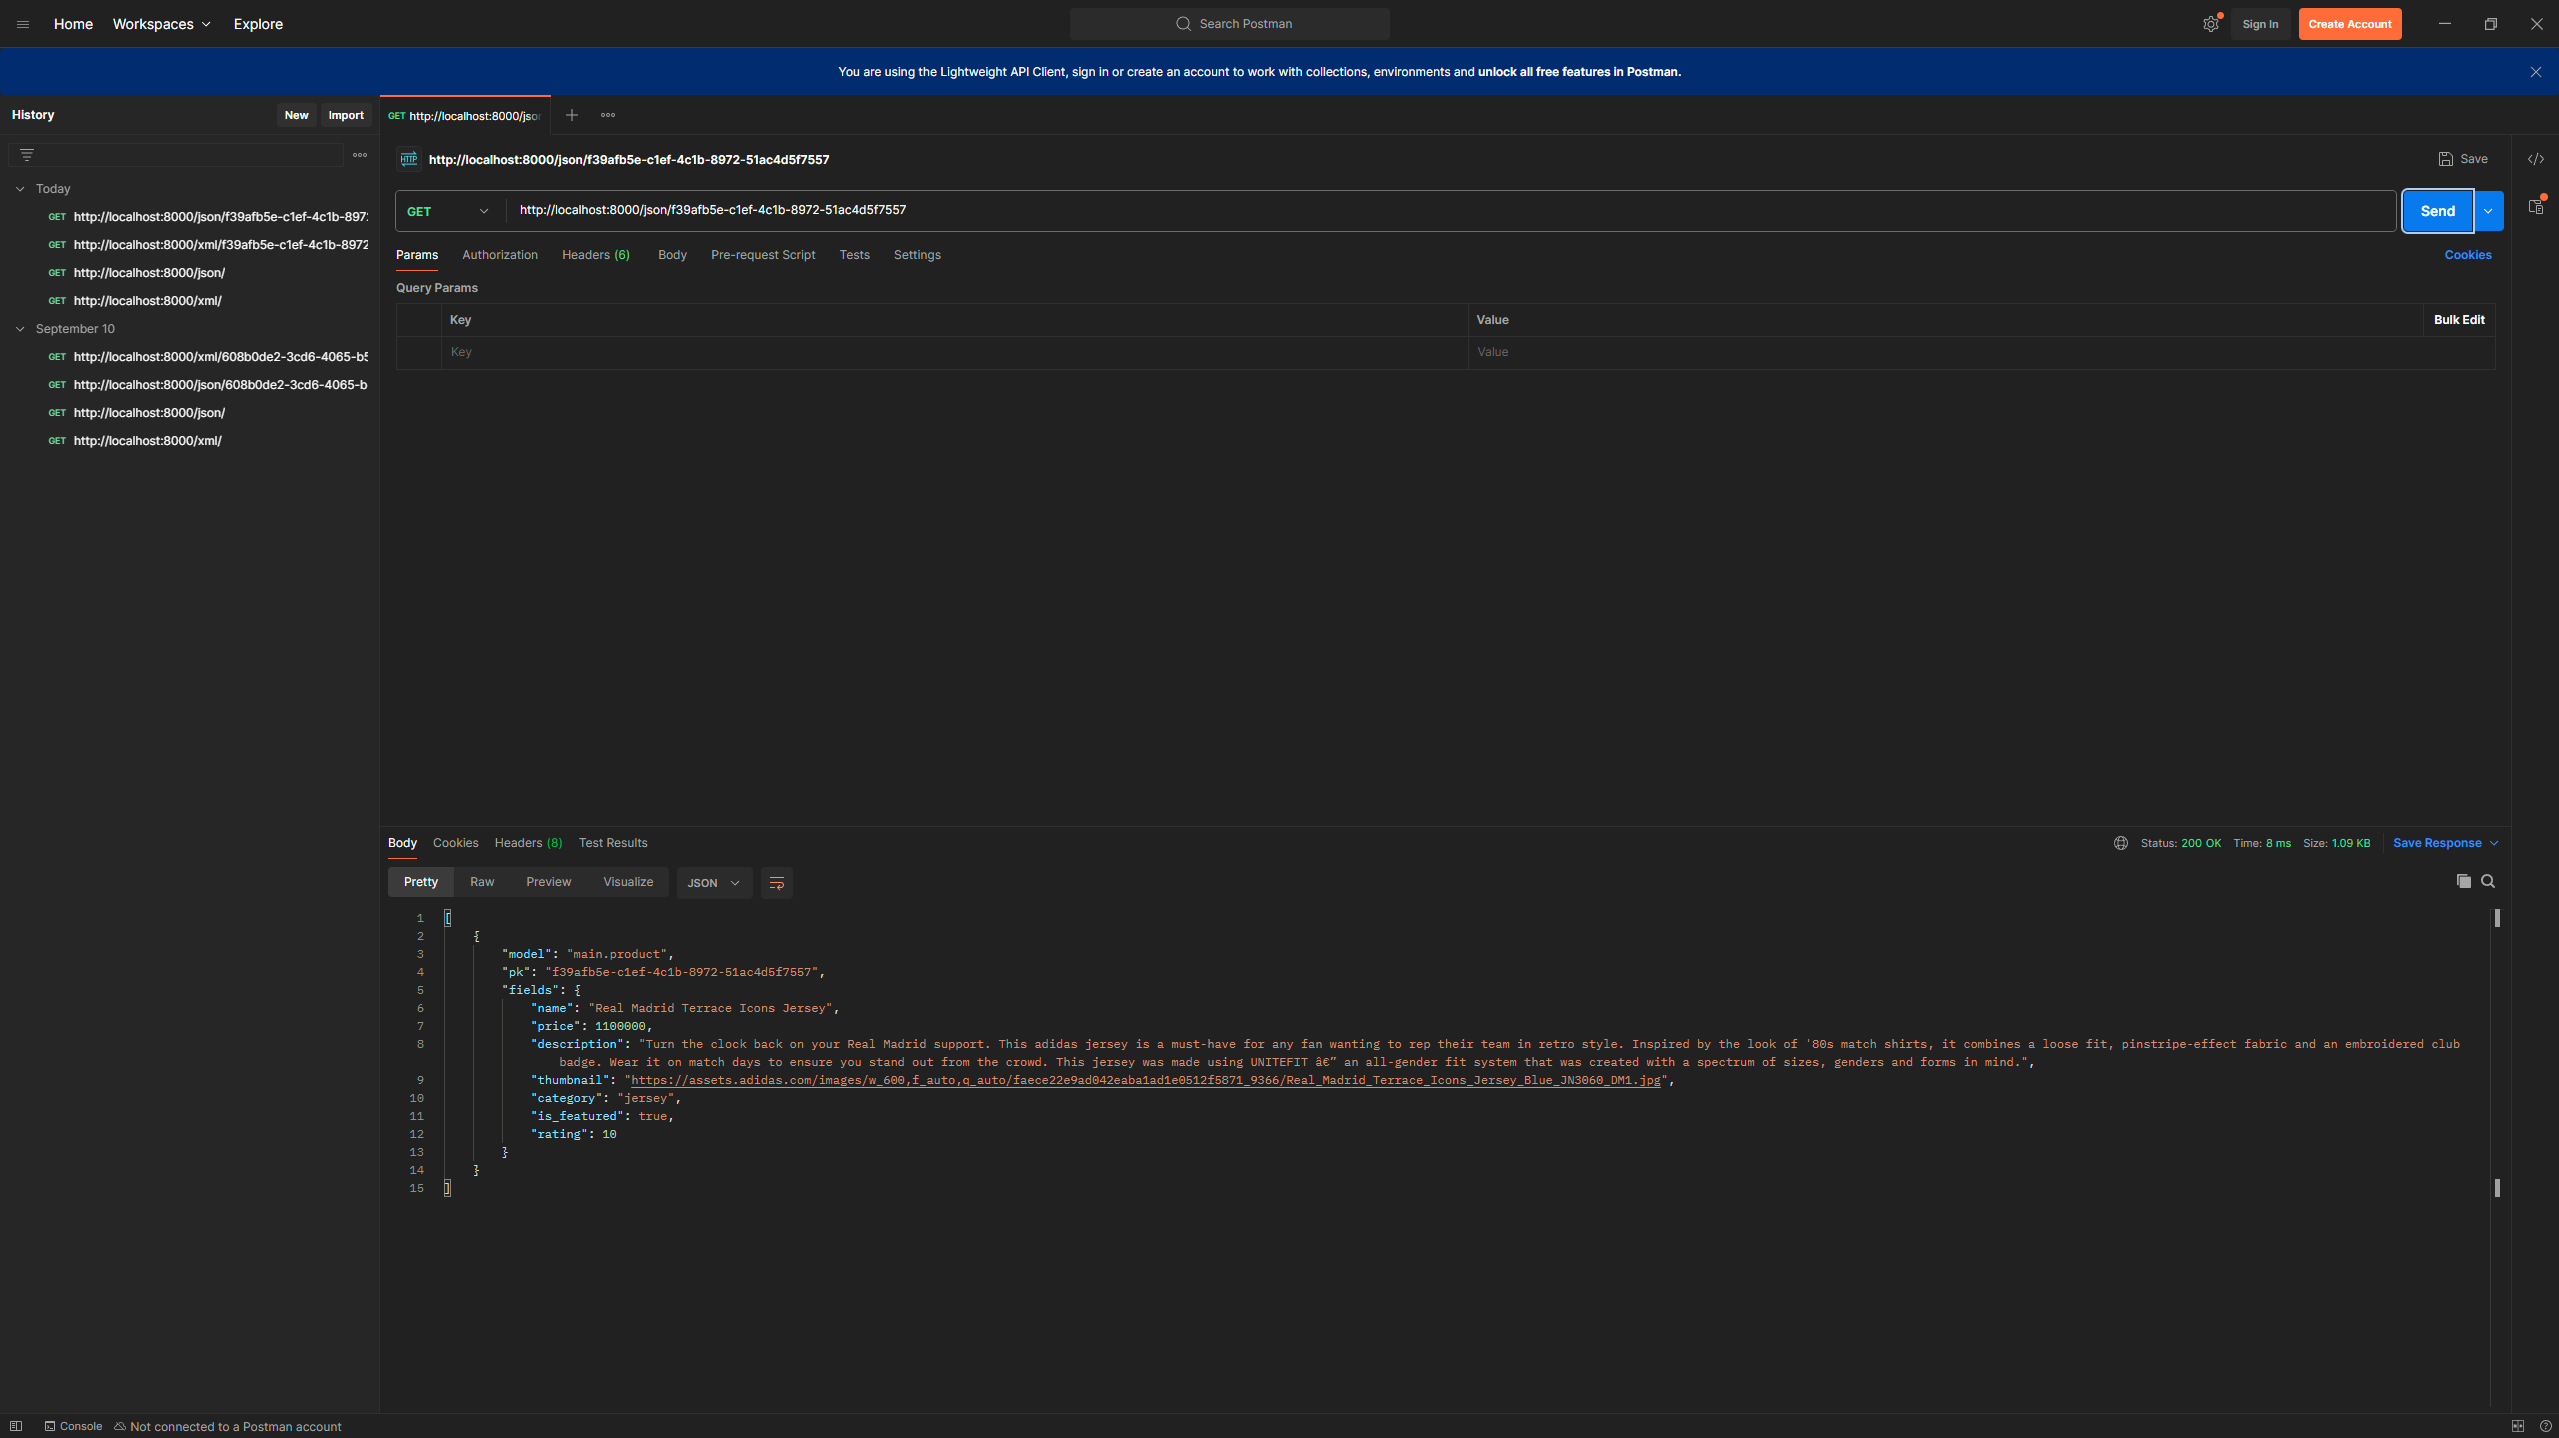 Home Workspaces Explore
Search Postman
Sign In Create Account
You are using the Lightweight API Client, sign in or create an account to work with collections, environments and unlock all free features in Postman.
History New Import
Today
GET http://localhost:8000/json/f39afb5e-c1ef-4c1b-897
GET http://localhost:8000/xml/f39afb5e-c1ef-4c1b-8972
GET http://localhost:8000/json/
GET http://localhost:8000/xml/
September 10
GET http://localhost:8000/xml/608b0de2-3cd6-4065-b5
GET http://localhost:8000/json/608b0de2-3cd6-4065-b
GET http://localhost:8000/json/
GET http://localhost:8000/xml/
GET http://localhost:8000/jso
HTTP http://localhost:8000/json/f39afb5e-c1ef-4c1b-8972-51ac4d5f7557
Save
GET http://localhost:8000/json/f39afb5e-c1ef-4c1b-8972-51ac4d5f7557
Send
Params Authorization Headers (6) Body Pre-request Script Tests Settings
Cookies
Query Params
Key Value Bulk Edit
Key Value
Body Cookies Headers (8) Test Results
Status: 200 OK Time: 8 ms Size: 1.09 KB Save Response
Pretty Raw Preview Visualize JSON
1 [
2 {
3 "model": "main.product",
4 "pk": "f39afb5e-c1ef-4c1b-8972-51ac4d5f7557",
5 "fields": {
6 "name": "Real Madrid Terrace Icons Jersey",
7 "price": 1100000,
8 "description": "Turn the clock back on your Real Madrid support. This adidas jersey is a must-have for any fan wanting to rep their team in retro style. Inspired by the look of '80s match shirts, it combines a loose fit, pinstripe-effect fabric and an embroidered club
badge. Wear it on match days to ensure you stand out from the crowd. This jersey was made using UNITEFIT â€” an all-gender fit system that was created with a spectrum of sizes, genders and forms in mind.",
9 "thumbnail": "https://assets.adidas.com/images/w_600,f_auto,q_auto/faece22e9ad042eaba1ad1e0512f5871_9366/Real_Madrid_Terrace_Icons_Jersey_Blue_JN3060_DM1.jpg",
10 "category": "jersey",
11 "is_featured": true,
12 "rating": 10
13 }
14 }
15 ]
Console Not connected to a Postman account